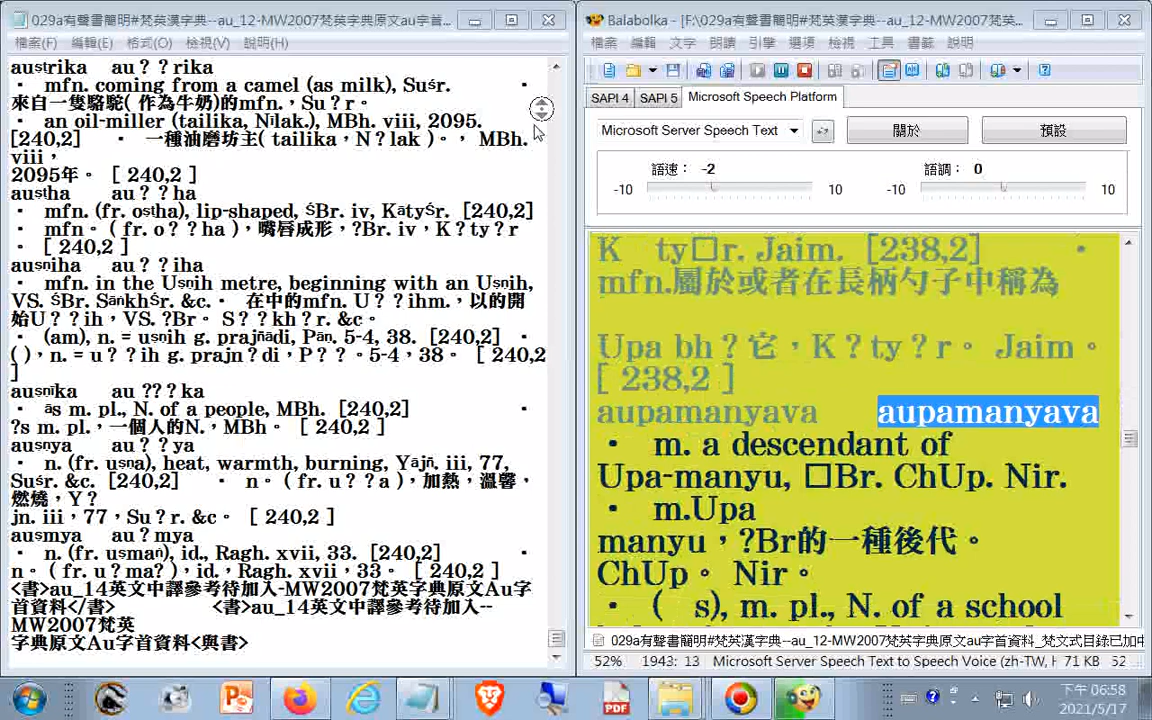 029a有聲書簡明#梵英漢字典--au_12-MW2007梵英字典原文au字首...
檔案(F) 編輯(E) 格式(O) 檢視(V) 說明(H)
austrika au ? ? rika
· mfn. coming from a camel (as milk), Suśr.
來自一隻駱駝( 作為牛奶)的mfn.，Su ? r 。
· an oil-miller (tailika, Nīlak.), MBh. viii, 2095.
[240,2] · 一種油磨坊主( tailika，N ? lak ) 。， MBh.
viii，
2095年。 [ 240,2 ]
austha au ? ? ha
· mfn. (fr. ostha), lip-shaped, ŚBr. iv, KātyŚr. [240,2]
· mfn 。( fr. o ? ? ha )，嘴唇成形，?Br. iv，K ? ty ? r
。 [ 240,2 ]
ausniha au ? ? iha
· mfn. in the Usnih metre, beginning with an Usnih,
VS. ŚBr. SāṅkhŚr. &c. · 在中的mfn. U ? ? ihm.，以的開
始U ? ? ih，VS. ?Br 。 S ? ? kh ? r. &c 。
· (am), n. = usnih g. prajñādi, Pān. 5-4, 38. [240,2]
( )，n. = u ? ? ih g. prajn ? di，P ? ? 。5-4，38 。 [ 240,2
]
ausnīka au ?? ? ka
· ās m. pl., N. of a people, MBh. [240,2] ·
?s m. pl.，一個人的N.，MBh 。 [ 240,2 ]
ausnya au ? ? ya
· n. (fr. usna), heat, warmth, burning, Yājñ. iii, 77,
Suśr. &c. [240,2] · n 。( fr. u ? ? a )，加熱，溫馨，
燃燒，Y ?
jn. iii，77，Su ? r. &c 。 [ 240,2 ]
ausmya au ? mya
· n. (fr. usman), id., Ragh. xvii, 33. [240,2] ·
n 。( fr. u ? ma? )，id.，Ragh. xvii，33 。 [ 240,2 ]
<書>au_14英文中譯參考待加入-MW2007梵英字典原文Au字
首資料</書> <書>au_14英文中譯參考待加入--
MW2007梵英
字典原文Au字首資料<與書>
Balabolka - [F:\029a有聲書簡明#梵英漢字典--au_12-MW2007梵英...
檔案 編輯 文字 朗讀 引擎 選項 檢視 工具 書籤 說明
SAPI 4 SAPI 5 Microsoft Speech Platform
Microsoft Server Speech Text 關於 預設
語速： -2 語調： 0
-10 10 -10 10
K ty□r. Jaim. [238,2] ·
mfn.關於或者在長柄勺子中稱為
Upa bh ? 它，K ? ty ? r 。 Jaim 。
[ 238,2 ]
aupamanyava aupamanyava
· m. a descendant of
Upa-manyu, □Br. ChUp. Nir.
· m.Upa
manyu，?Br的一種後代。
ChUp 。 Nir 。
· ( s), m. pl., N. of a school
029a有聲書簡明#梵英漢字典--au_12-MW2007梵英字典原文au字首資料_梵文式目錄已加中
52% 1943: 13 Microsoft Server Speech Text to Speech Voice (zh-TW, H 71 KB 52
下午 06:58
2021/5/17